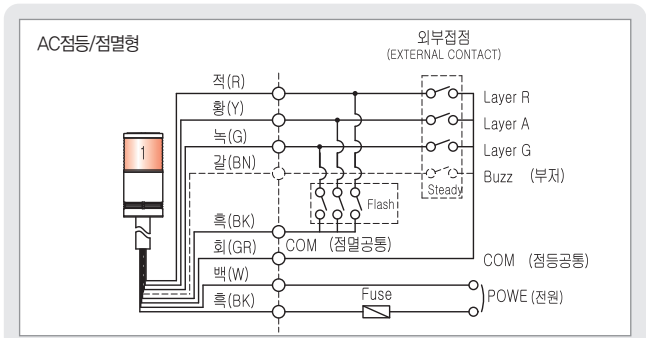 AC점등/점멸형
외부접점
(EXTERNAL CONTACT)
적(R)
Layer R
황(Y)
Layer A
녹(G)
Layer G
갈(BN)
Buzz (부저)
1
Steady
Flash
흑(BK)
COM (점멸공통)
회(GR)
COM (점등공통)
백(W)
Fuse
POWE (전원)
흑(BK)